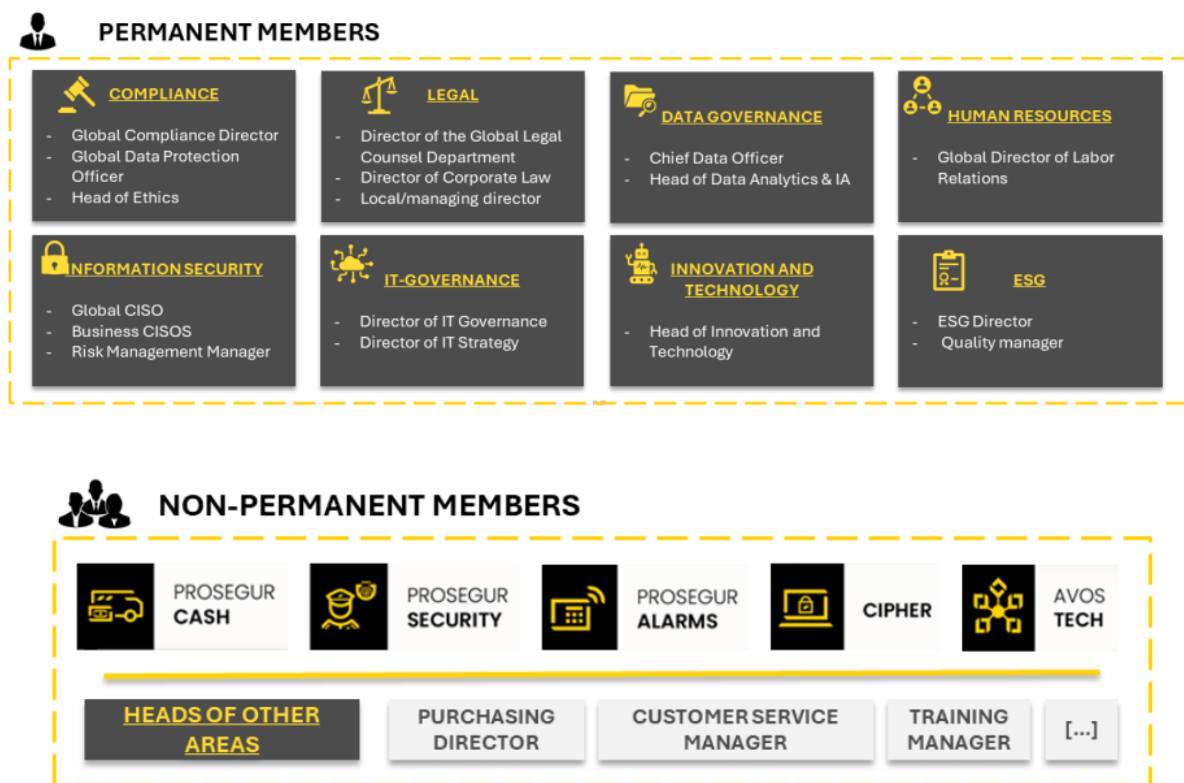 PERMANENT MEMBERS
COMPLIANCE
- Global Compliance Director
- Global Data Protection
Officer
- Head of Ethics
LEGAL
- Director of the Global Legal
Counsel Department
- Director of Corporate Law
- Local/managing director
DATA GOVERNANCE
- Chief Data Officer
- Head of Data Analytics & IA
HUMAN RESOURCES
- Global Director of Labor
Relations
INFORMATION SECURITY
- Global CISO
- Business CISOS
- Risk Management Manager
IT-GOVERNANCE
- Director of IT Governance
- Director of IT Strategy
INNOVATION AND
TECHNOLOGY
- Head of Innovation and
Technology
ESG
- ESG Director
- Quality manager
NON-PERMANENT MEMBERS
PROSEGUR
CASH
PROSEGUR
SECURITY
PROSEGUR
ALARMS
CIPHER
AVOS
TECH
HEADS OF OTHER
AREAS
PURCHASING
DIRECTOR
CUSTOMER SERVICE
MANAGER
TRAINING
MANAGER
[...]